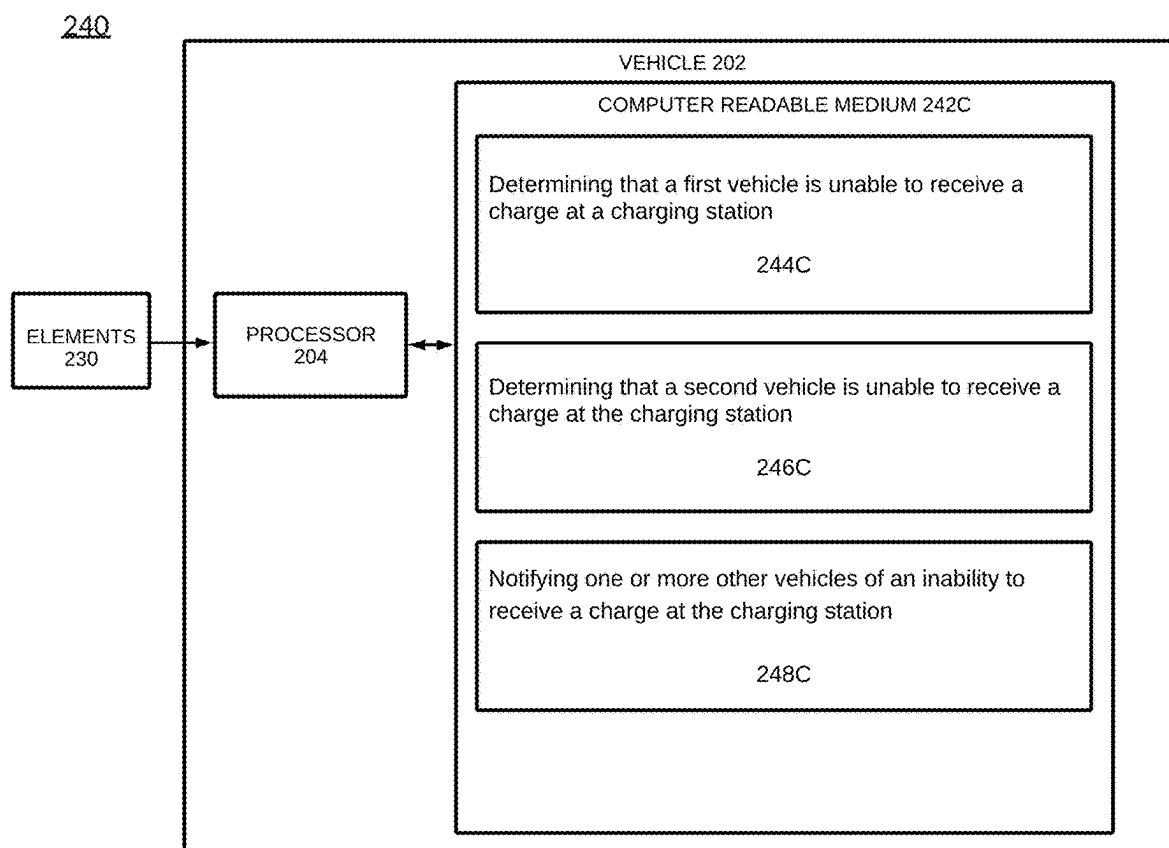 240
VEHICLE 202
COMPUTER READABLE MEDIUM 242C
Determining that a first vehicle is unable to receive a
charge at a charging station
244C
ELEMENTS
230
PROCESSOR
204
Determining that a second vehicle is unable to receive a
charge at the charging station
246C
Notifying one or more other vehicles of an inability to
receive a charge at the charging station
248C